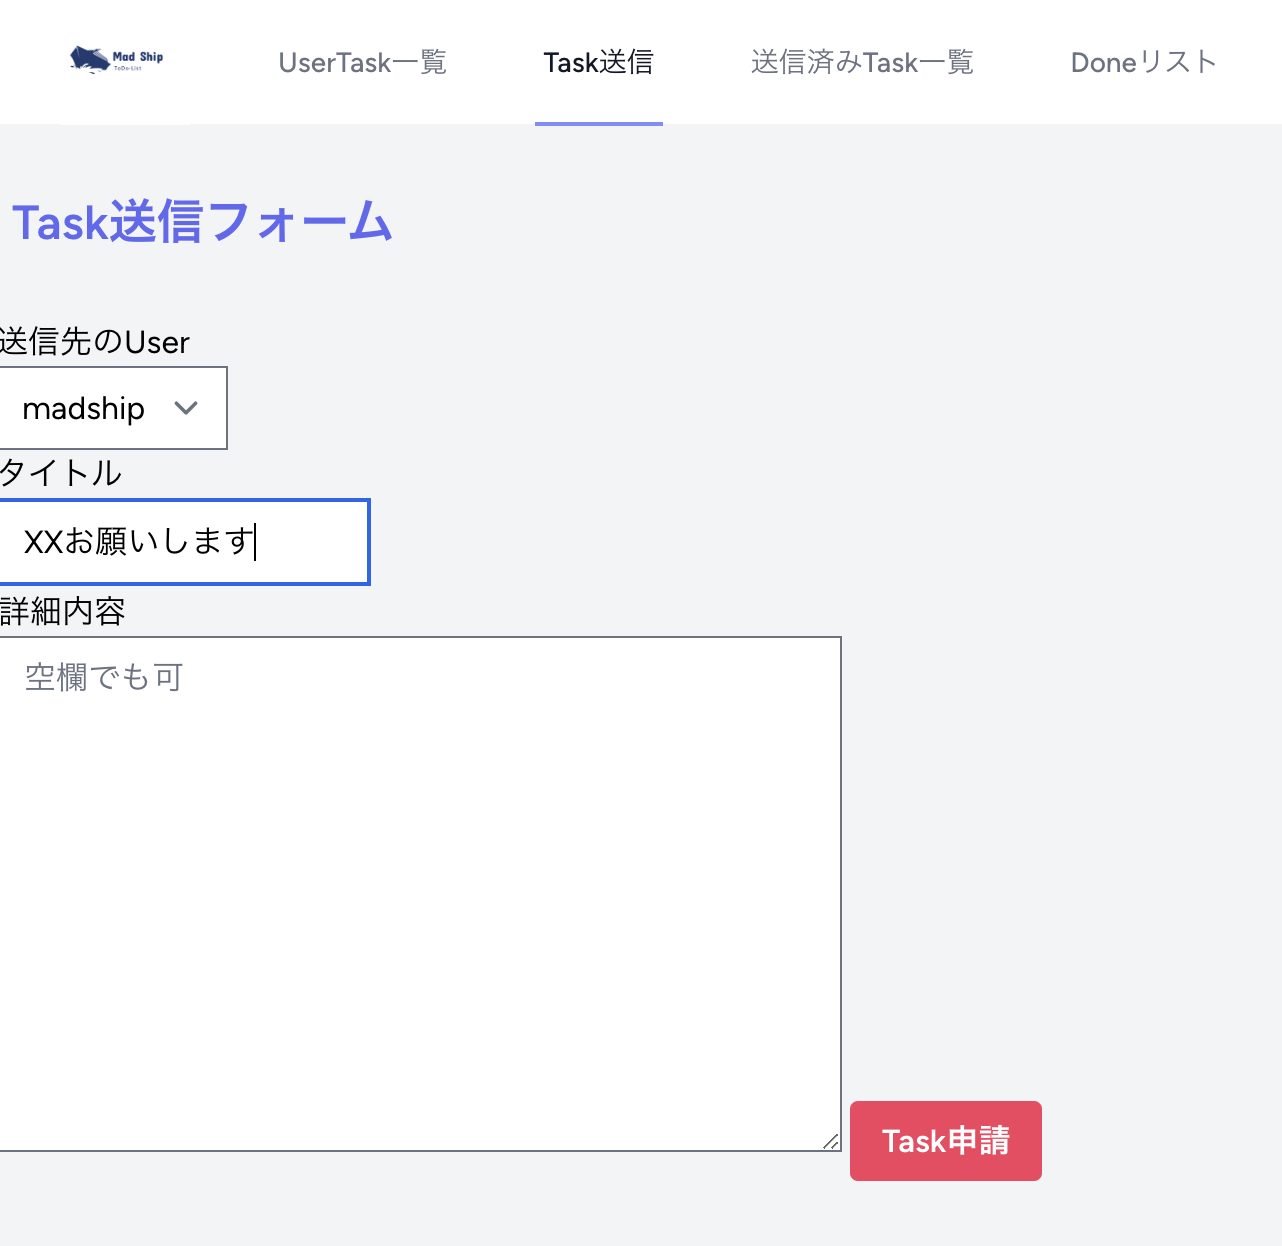 Mad Ship
ToDo-List
UserTask一覧
Task送信
送信済みTask一覧
Doneリスト
Task送信フォーム
送信先のUser
madship
タイトル
XXお願いします
詳細内容
空欄でも可
Task申請